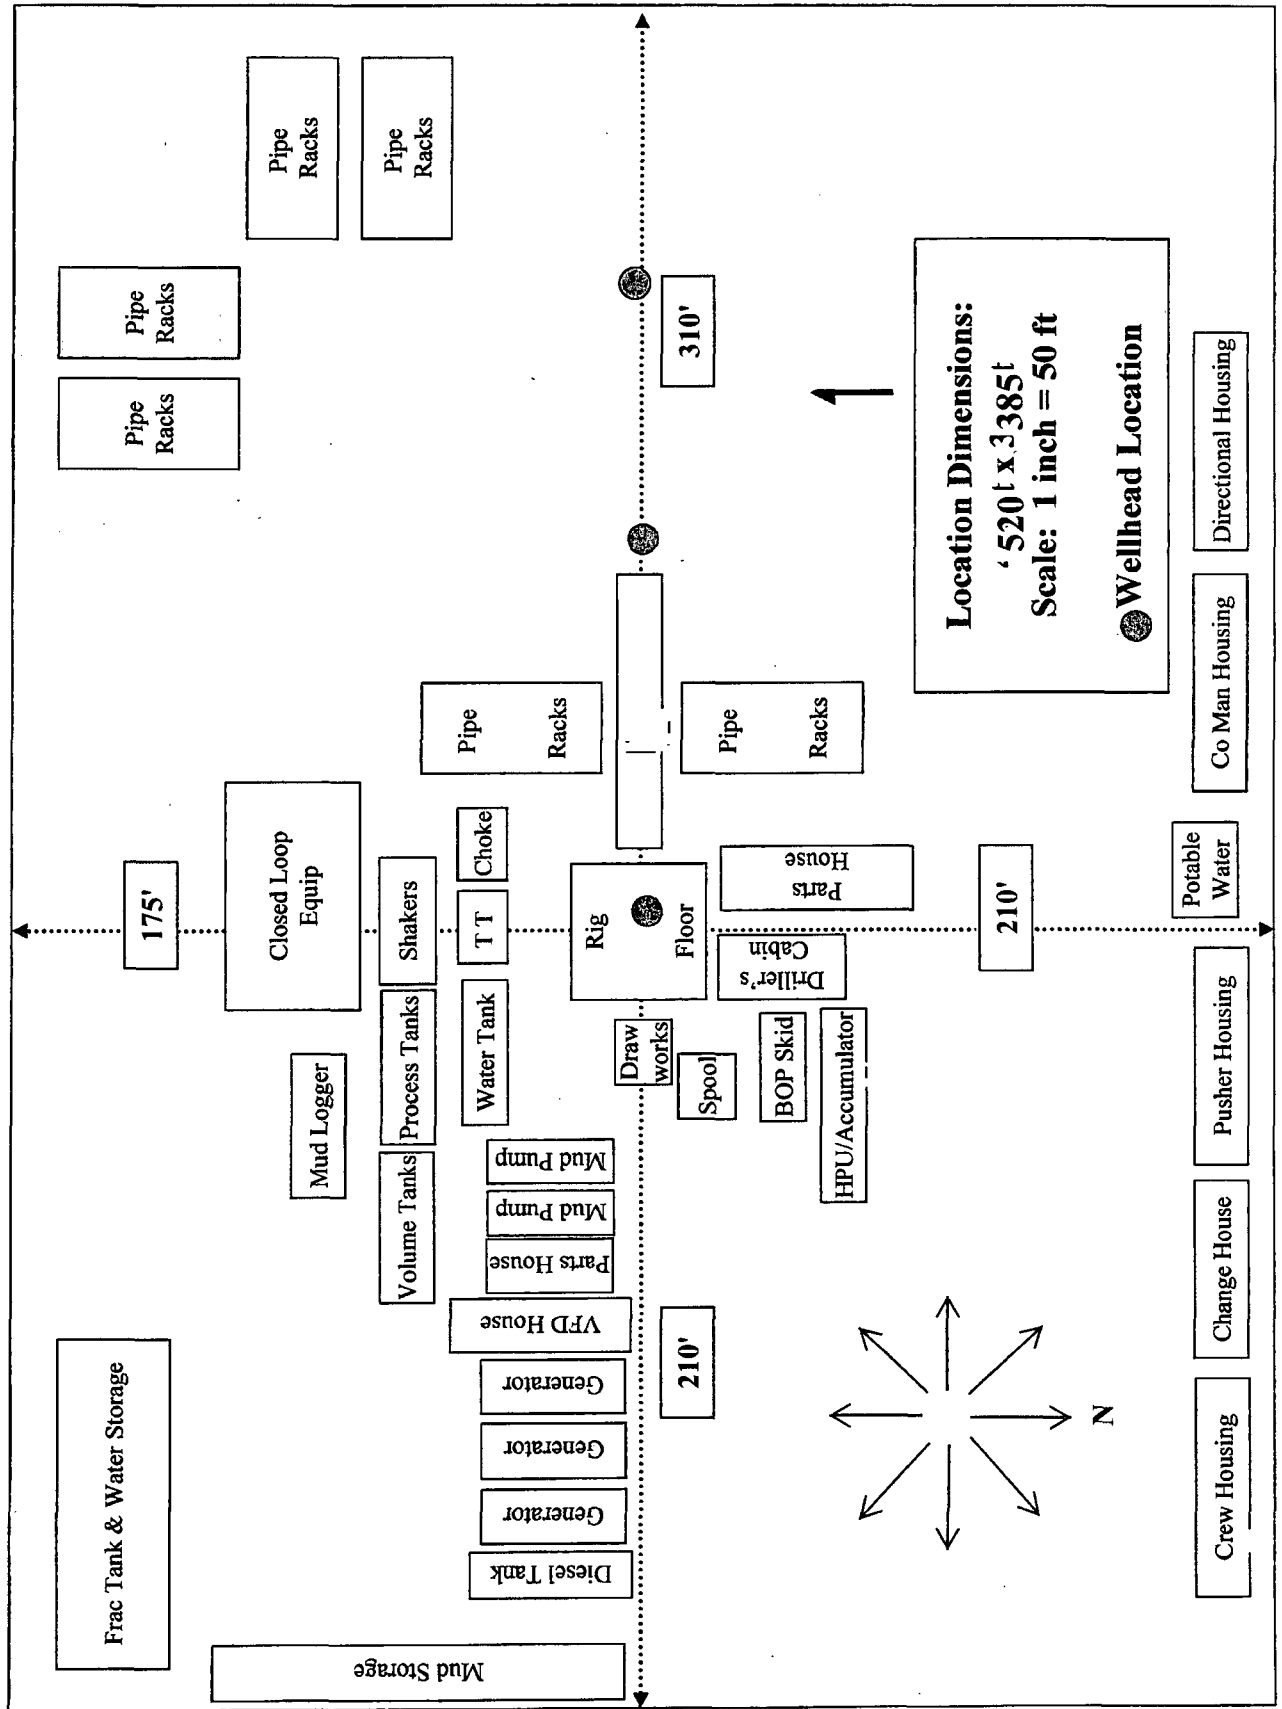 Frac Tank & Water Storage
Pipe
Racks
Pipe
Racks
Pipe
Racks
Pipe
Racks
175'
Closed Loop
Equip
Mud Logger
Volume Tanks
Process Tanks
Shakers
Mud Storage
Diesel Tank
Generator
Generator
Generator
VFD House
Parts House
Mud Pump
Mud Pump
Water Tank
T T
Choke
Pipe
Racks
Rig
Floor
Draw
works
Spool
BOP Skid
HPU/Accumulator
Driller's
Cabin
Parts
House
Pipe
Racks
210'
310'
210'
N
Location Dimensions:
‘ 520t x 3385t
Scale: 1 inch = 50 ft
Wellhead Location
Crew Housing
Change House
Pusher Housing
Potable
Water
Co Man Housing
Directional Housing